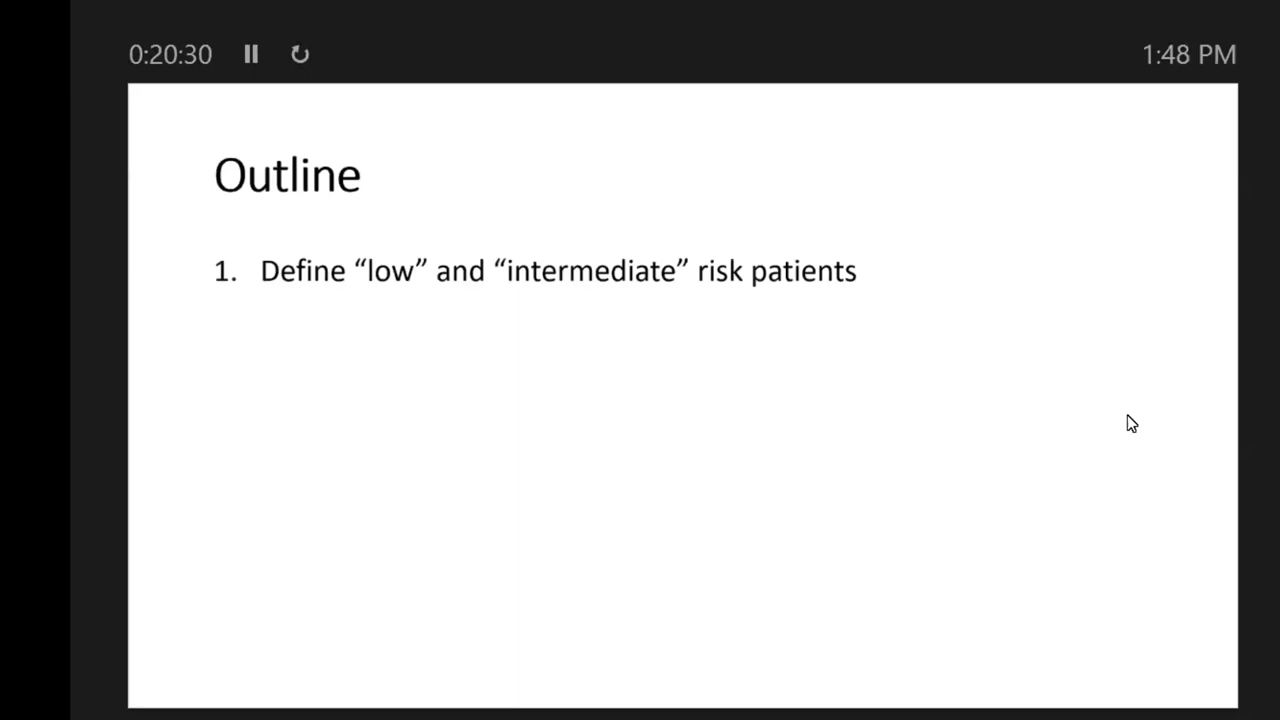 0:20:30
1:48 PM
Outline
1. Define “low” and “intermediate” risk patients